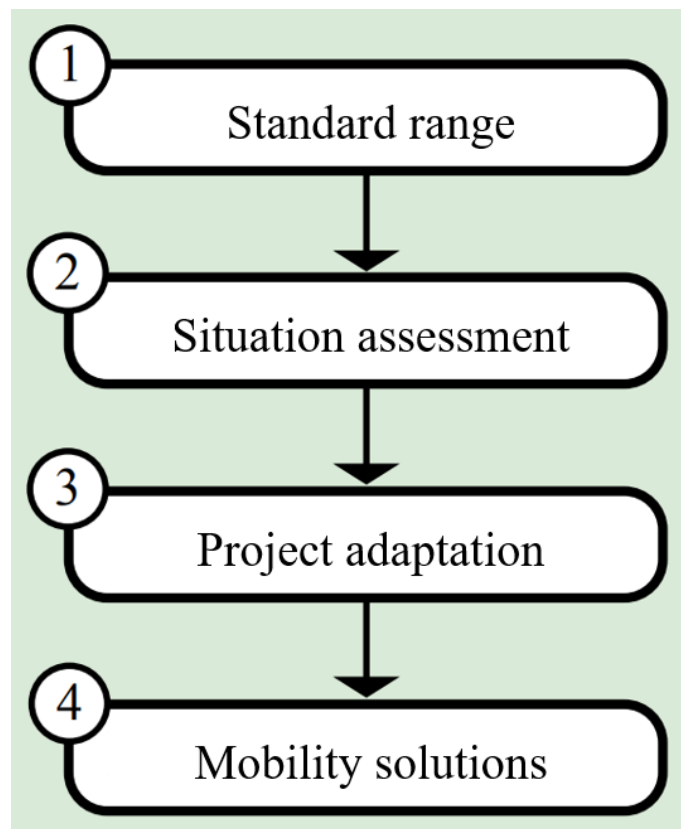 1
Standard range
2
Situation assessment
3
Project adaptation
4
Mobility solutions